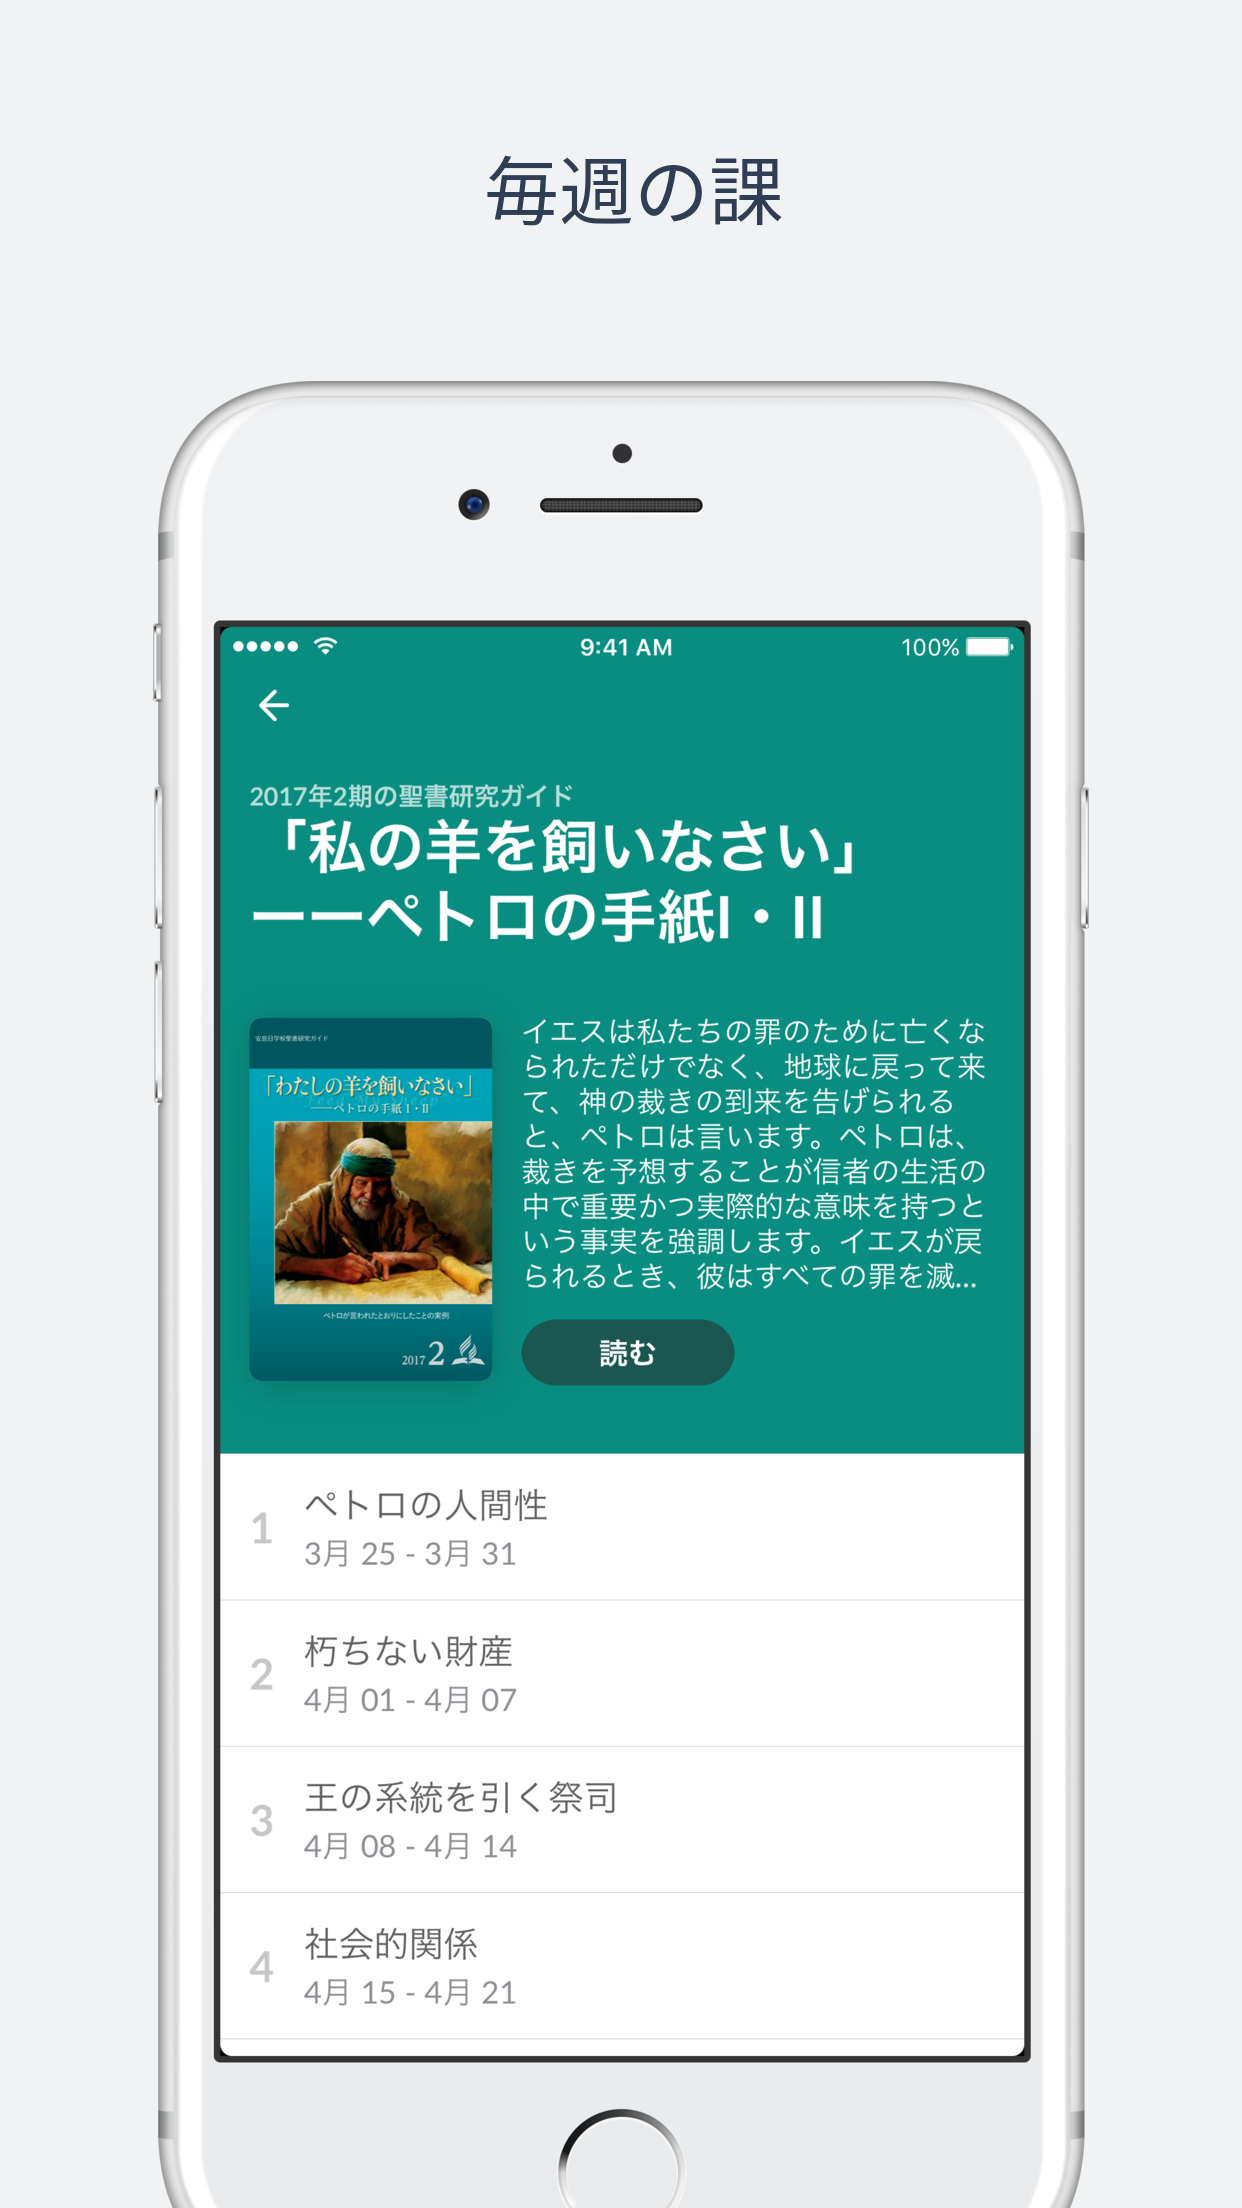 毎週の課
9:41 AM
100%
2017年2期の聖書研究ガイド
「私の羊を飼いなさい」
ーーペトロの手紙I・II
安息日学校聖書研究ガイド
「わたしの羊を飼いなさい」
Feed My Sheep
——ペトロの手紙 I・II
ペトロが言われたとおりにしたことの実例
2017 2
イエスは私たちの罪のために亡くな
られただけでなく、地球に戻って来
て、神の裁きの到来を告げられる
と、ペトロは言います。ペトロは、
裁きを予想することが信者の生活の
中で重要かつ実際的な意味を持つと
いう事実を強調します。イエスが戻
られるとき、彼はすべての罪を滅...
読む
1
ペトロの人間性
3月 25 - 3月 31
2
朽ちない財産
4月 01 - 4月 07
3
王の系統を引く祭司
4月 08 - 4月 14
4
社会的関係
4月 15 - 4月 21